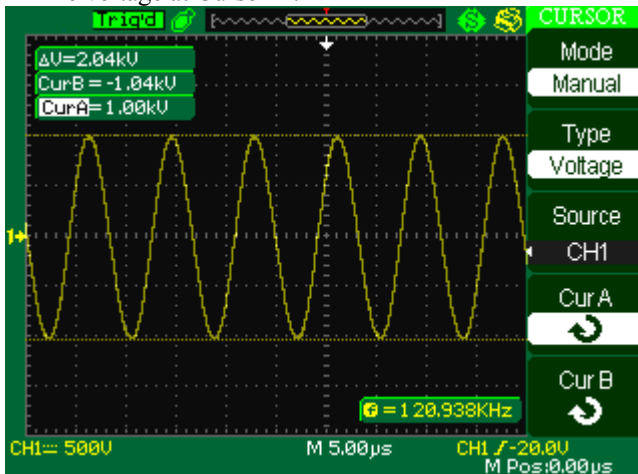 Trig'd
S
CURSOR
ΔV=2.04kV
CurB=-1.04kV
CurA=1.00kV
Mode
Manual
Type
Voltage
Source
CH1
Cur A
Cur B
1
=120.938KHz
CH1 500V
M 5.00µs
CH1 -20.0V
M Pos:0.00µs